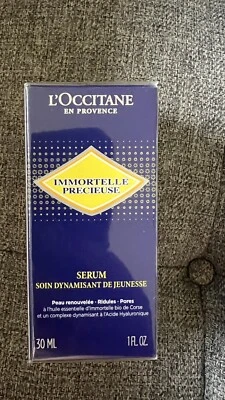 L'OCCITANE
EN PROVENCE
IMMORTELLE
PRECIEUSE
SERUM
SOIN DYNAMISANT DE JEUNESSE
Peau renouvelée - Ridules - Pores
à l'huile essentielle d'Immortelle bio de Corse
et un complexe dynamisant à l'Acide Hyaluronique
30 ML 1 FL. OZ.